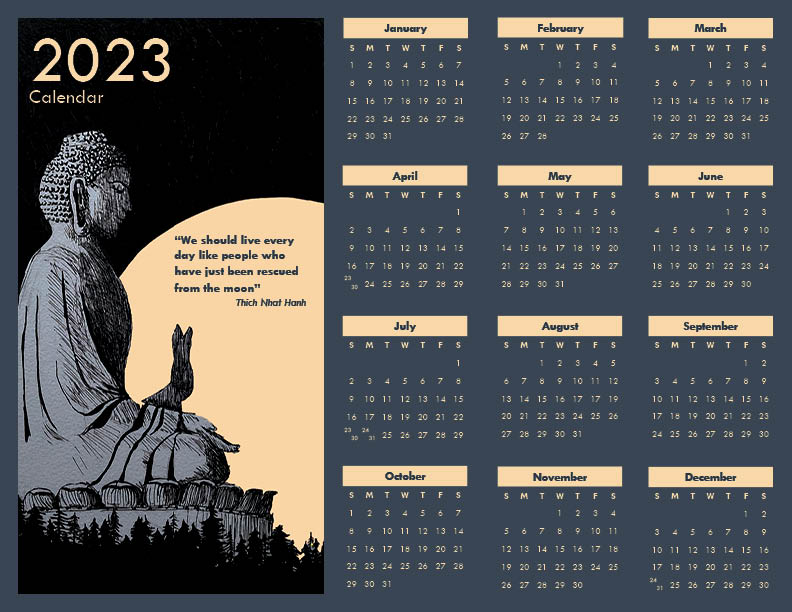 2023
Calendar
“We should live every
day like people who
have just been rescued
from the moon”
Thich Nhat Hanh
January
S M T W T F S
1 2 3 4 5 6 7
8 9 10 11 12 13 14
15 16 17 18 19 20 21
22 23 24 25 26 27 28
29 30 31
February
S M T W T F S
1 2 3 4
5 6 7 8 9 10 11
12 13 14 15 16 17 18
19 20 21 22 23 24 25
26 27 28
March
S M T W T F S
1 2 3 4
5 6 7 8 9 10 11
12 13 14 15 16 17 18
19 20 21 22 23 24 25
26 27 28 29 30 31
April
S M T W T F S
1
2 3 4 5 6 7 8
9 10 11 12 13 14 15
16 17 18 19 20 21 22
23 30 24 25 26 27 28 29
May
S M T W T F S
1 2 3 4 5 6
7 8 9 10 11 12 13
14 15 16 17 18 19 20
21 22 23 24 25 26 27
28 29 30 31
June
S M T W T F S
1 2 3
4 5 6 7 8 9 10
11 12 13 14 15 16 17
18 19 20 21 22 23 24
25 26 27 28 29 30
July
S M T W T F S
1
2 3 4 5 6 7 8
9 10 11 12 13 14 15
16 17 18 19 20 21 22
23 30 24 31 25 26 27 28 29
August
S M T W T F S
1 2 3 4 5
6 7 8 9 10 11 12
13 14 15 16 17 18 19
20 21 22 23 24 25 26
27 28 29 30 31
September
S M T W T F S
1 2
3 4 5 6 7 8 9
10 11 12 13 14 15 16
17 18 19 20 21 22 23
24 25 26 27 28 29 30
October
S M T W T F S
1 2 3 4 5 6 7
8 9 10 11 12 13 14
15 16 17 18 19 20 21
22 23 24 25 26 27 28
29 30 31
November
S M T W T F S
1 2 3 4
5 6 7 8 9 10 11
12 13 14 15 16 17 18
19 20 21 22 23 24 25
26 27 28 29 30
December
S M T W T F S
1 2
3 4 5 6 7 8 9
10 11 12 13 14 15 16
17 18 19 20 21 22 23
24 31 25 26 27 28 29 30